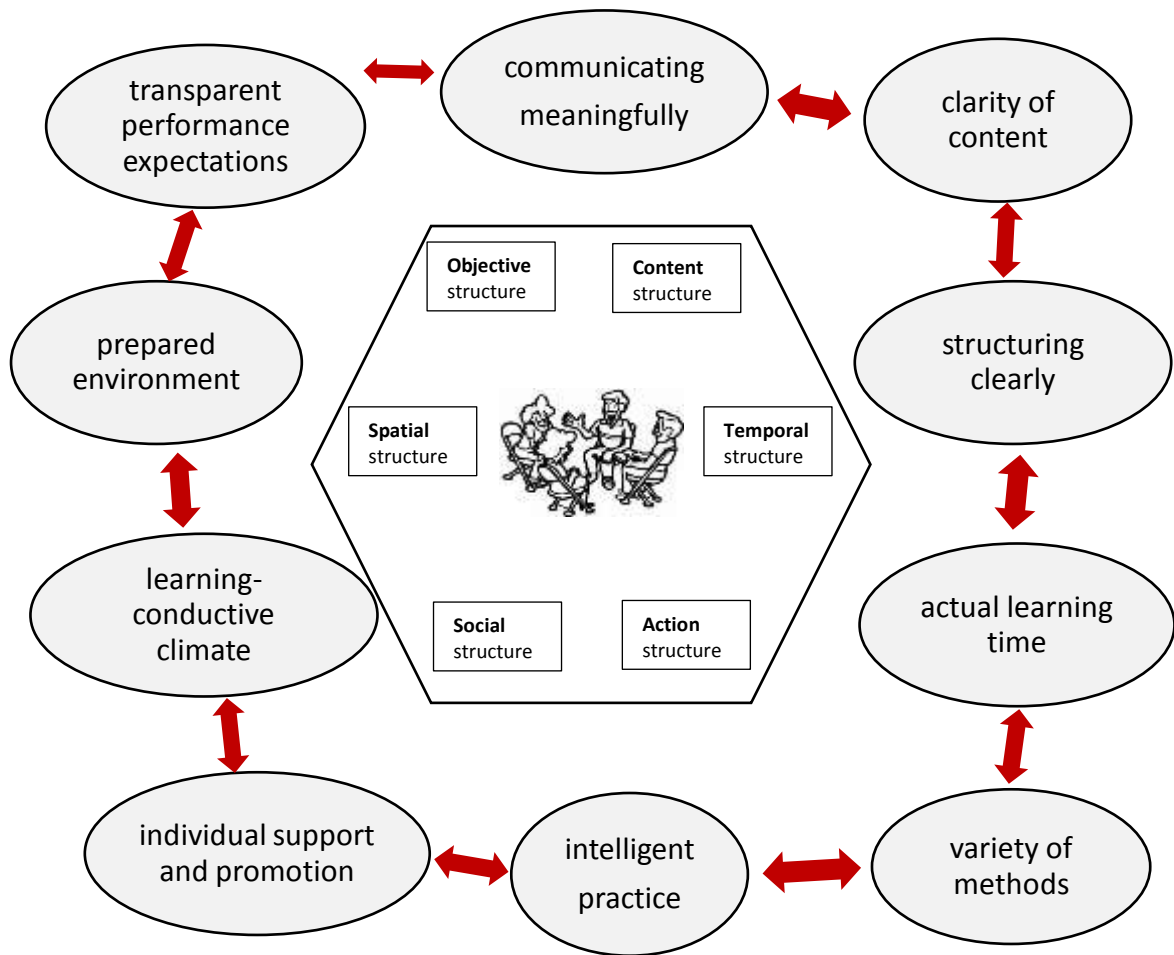 communicating
meaningfully
clarity of
content
structuring
clearly
actual learning
time
variety of
methods
intelligent
practice
individual support
and promotion
learning-
conductive
climate
prepared
environment
transparent
performance
expectations
Objective
structure
Content
structure
Spatial
structure
Temporal
structure
Social
structure
Action
structure